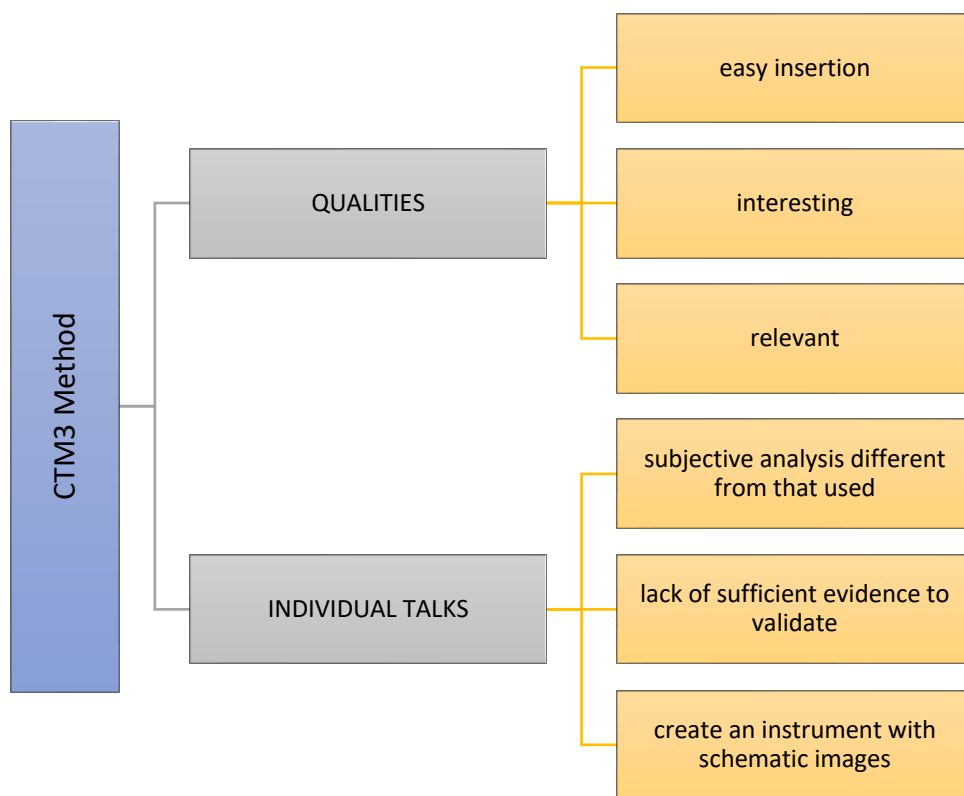 CTM3 Method
QUALITIES
easy insertion
interesting
relevant
INDIVIDUAL TALKS
subjective analysis different
from that used
lack of sufficient evidence to
validate
create an instrument with
schematic images